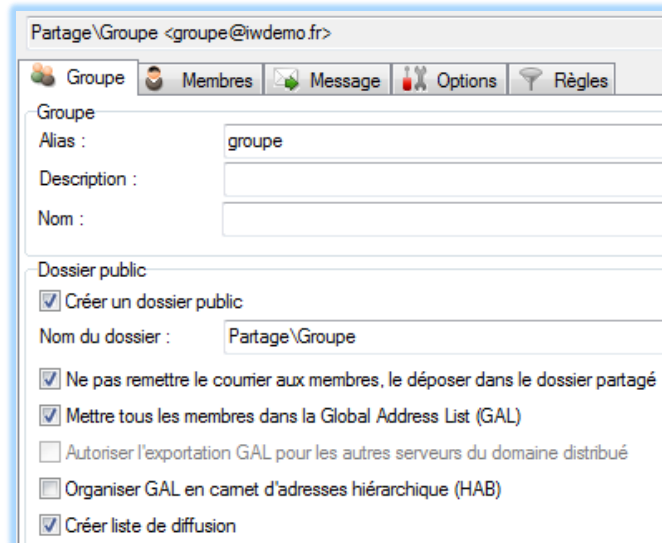 Partage\Groupe <groupe@iwdemo.fr>
Groupe Membres Message Options Règles
Groupe
Alias : groupe
Description :
Nom :
Dossier public
Créer un dossier public
Nom du dossier : Partage\Groupe
Ne pas remettre le courrier aux membres, le déposer dans le dossier partagé
Mettre tous les membres dans la Global Address List (GAL)
Autoriser l'exportation GAL pour les autres serveurs du domaine distribué
Organiser GAL en carnet d'adresses hiérarchique (HAB)
Créer liste de diffusion